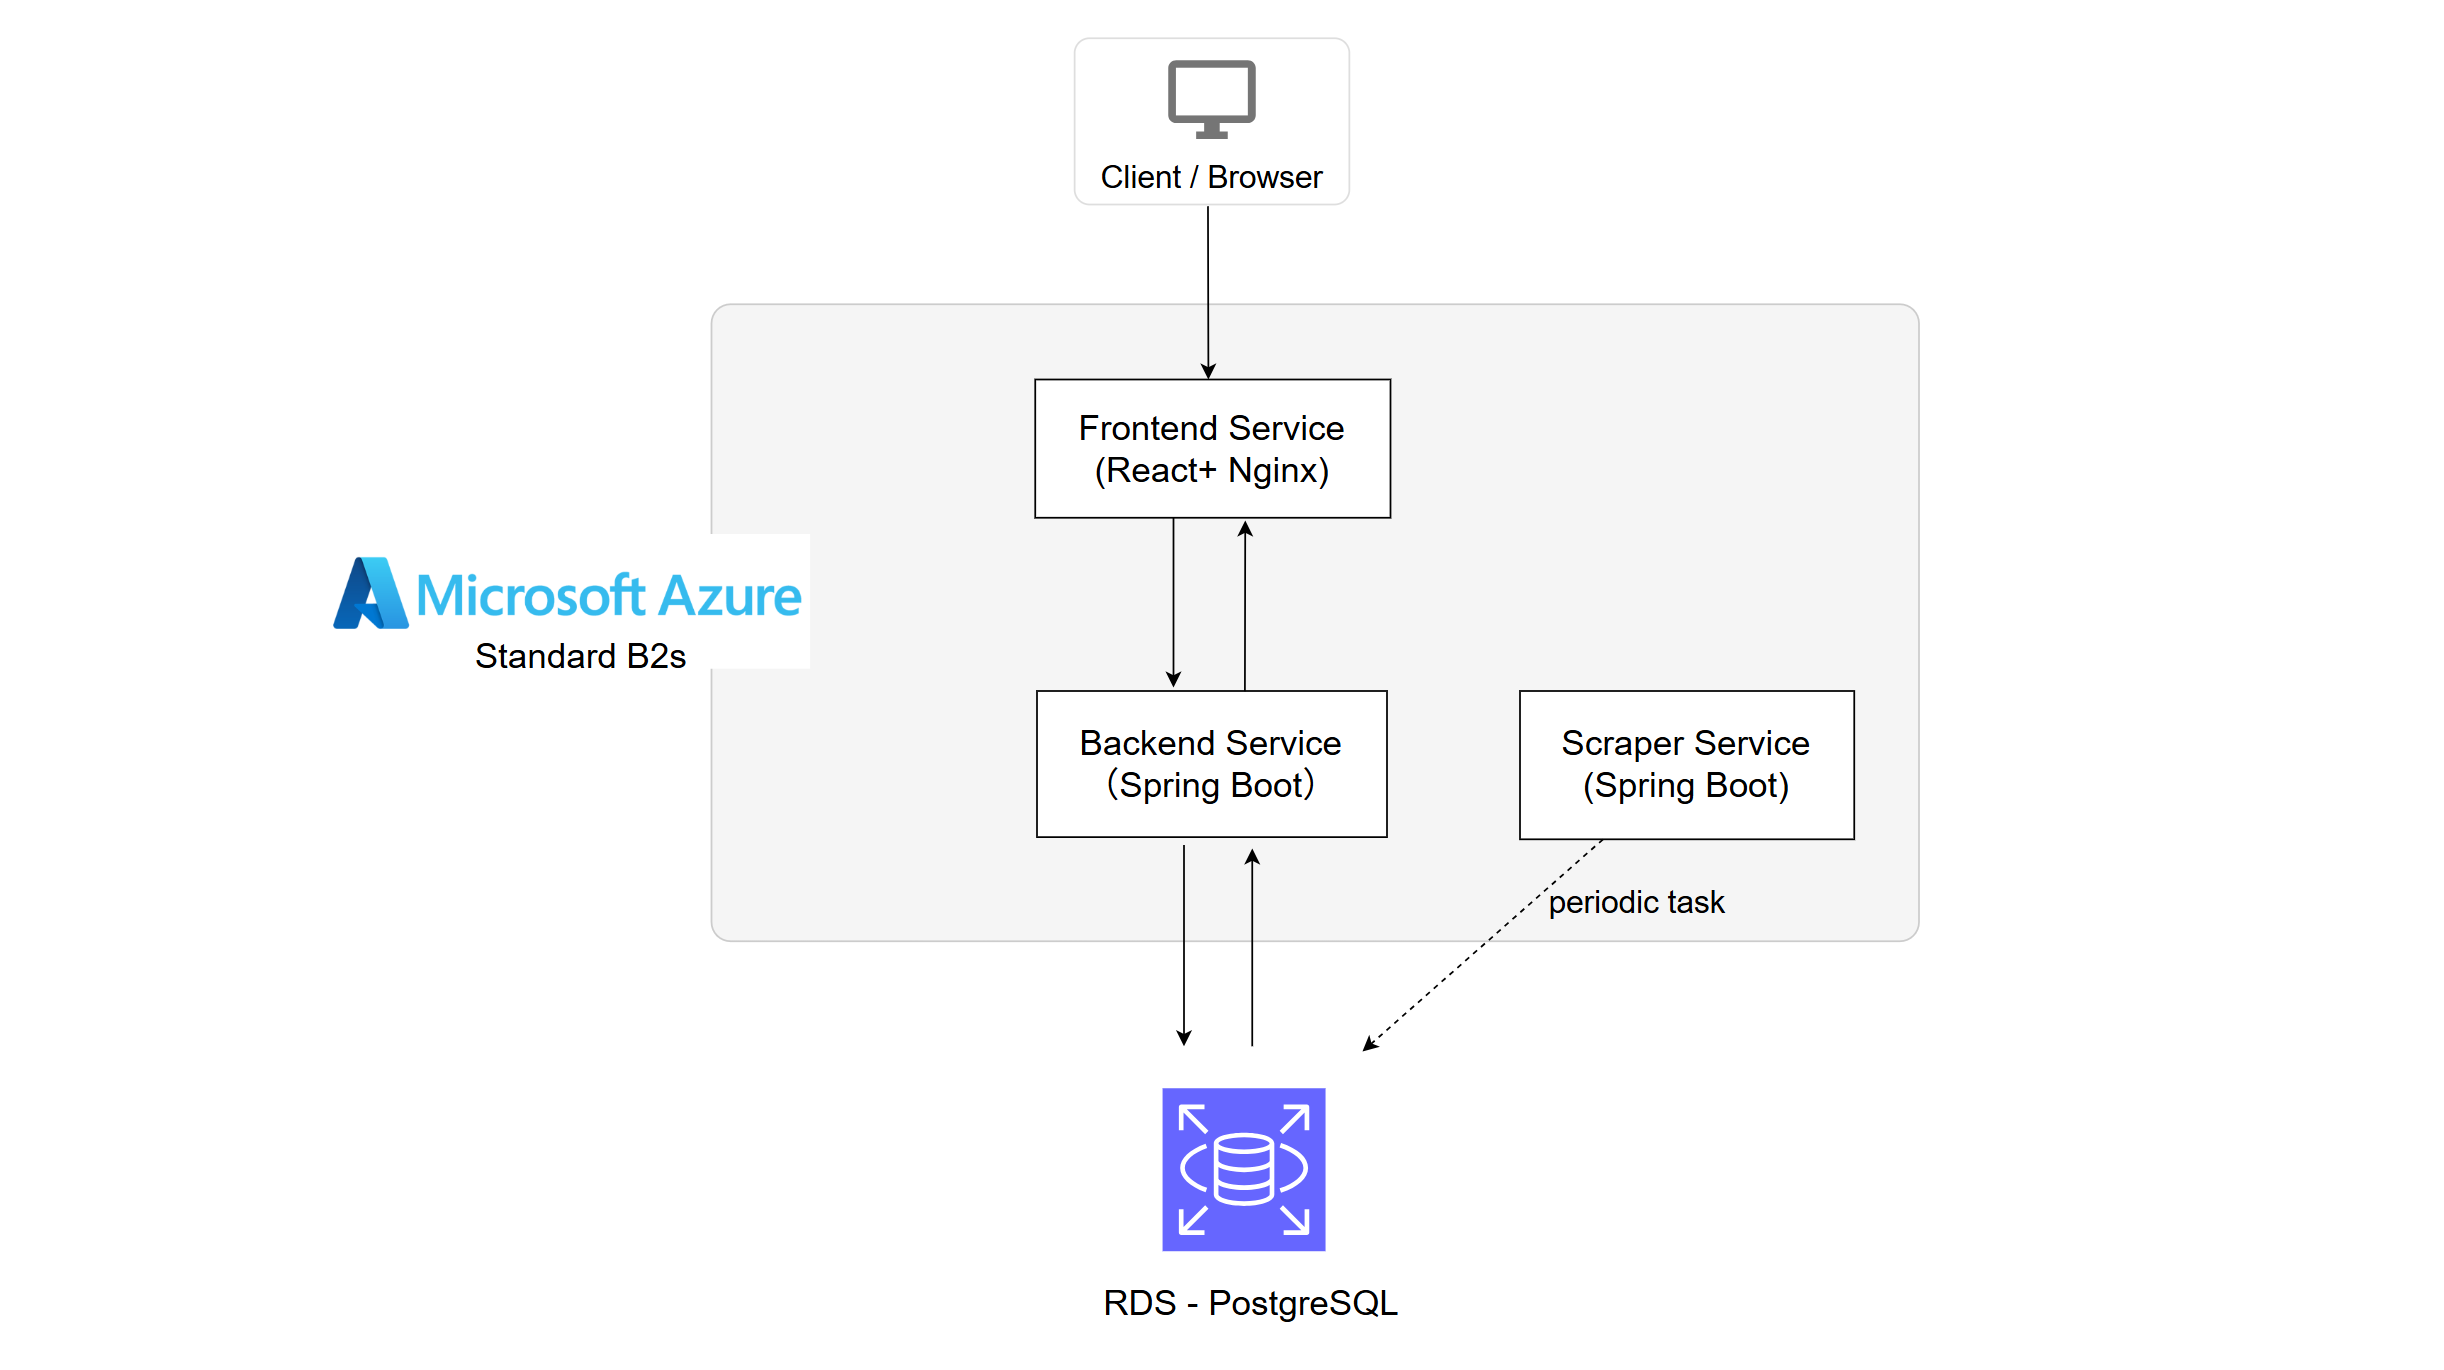 Client / Browser
Frontend Service
(React+ Nginx)
Microsoft Azure
Standard B2s
Backend Service
（Spring Boot）
Scraper Service
(Spring Boot)
periodic task
RDS - PostgreSQL